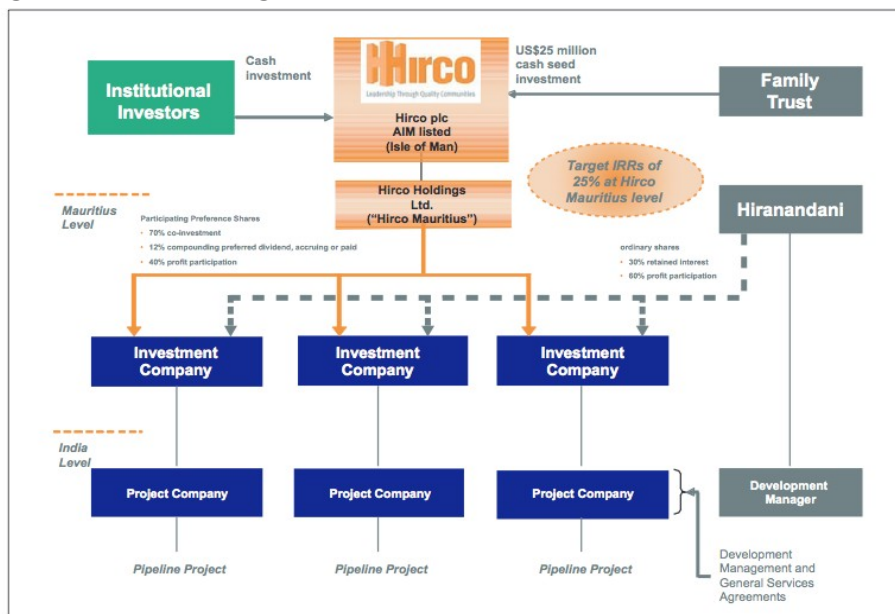 Institutional
Investors
Cash
investment
Hirco
Leadership Through Quality Communities
Hirco plc
AIM listed
(Isle of Man)
US$25 million
cash seed
investment
Family
Trust
Hirco Holdings
Ltd.
("Hirco Mauritius")
Target IRRs of
25% at Hirco
Mauritius level
Hiranandani
Mauritius
Level
Participating Preference Shares
• 70% co-investment
• 12% compounding preferred dividend, accruing or paid
• 40% profit participation
ordinary shares
• 30% retained interest
• 60% profit participation
Investment
Company
Investment
Company
Investment
Company
India
Level
Project Company
Project Company
Project Company
Development
Manager
Pipeline Project
Pipeline Project
Pipeline Project
Development
Management and
General Services
Agreements